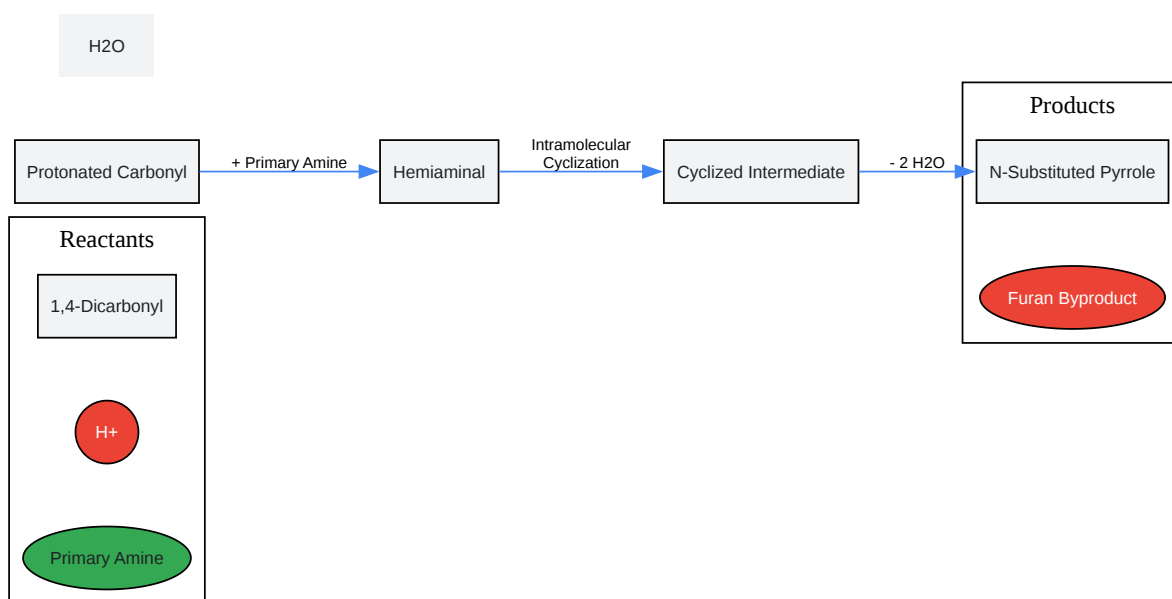 H2O
Products
Protonated Carbonyl
+ Primary Amine
Hemiaminal
Intramolecular
Cyclization
Cyclized Intermediate
- 2 H2O
N-Substituted Pyrrole
Reactants
1,4-Dicarbonyl
Furan Byproduct
H+
Primary Amine